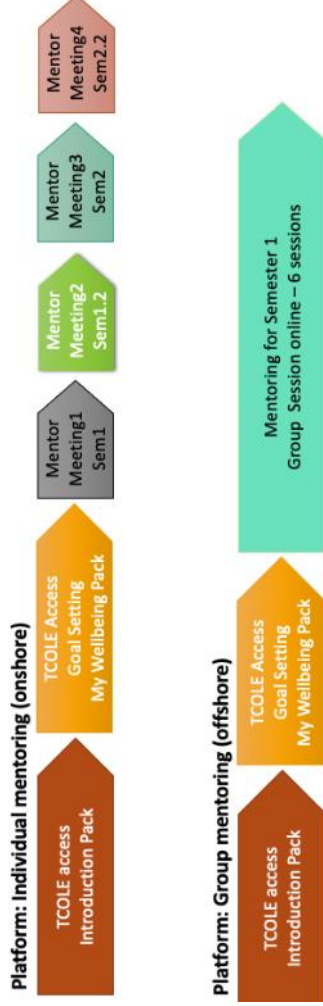 Platform: Individual mentoring (onshore)
TCOLE access
Introduction Pack
TCOLE Access
Goal Setting
My Wellbeing Pack
Mentor
Meeting1
Sem1
Mentor
Meeting2
Sem1.2
Mentor
Meeting3
Sem2
Mentor
Meeting4
Sem2.2
Platform: Group mentoring (offshore)
TCOLE access
Introduction Pack
TCOLE Access
Goal Setting
My Wellbeing Pack
Mentoring for Semester 1
Group Session online – 6 sessions